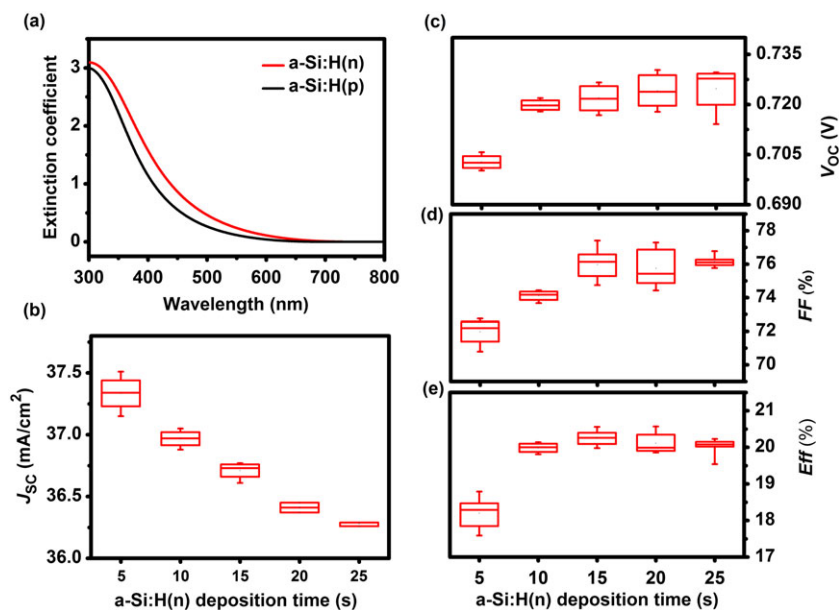 (a)
Extinction coefficient
3
2
1
0
a-Si:H(n)
a-Si:H(p)
300 400 500 600 700 800
Wavelength (nm)
(b)
J_SC (mA/cm²)
37.5
37.0
36.5
36.0
5 10 15 20 25
a-Si:H(n) deposition time (s)
(c)
0.735
0.720
0.705
0.690
V_OC (V)
(d)
78
76
74
72
70
FF (%)
(e)
21
20
19
18
17
Eff (%)
5 10 15 20 25
a-Si:H(n) deposition time (s)